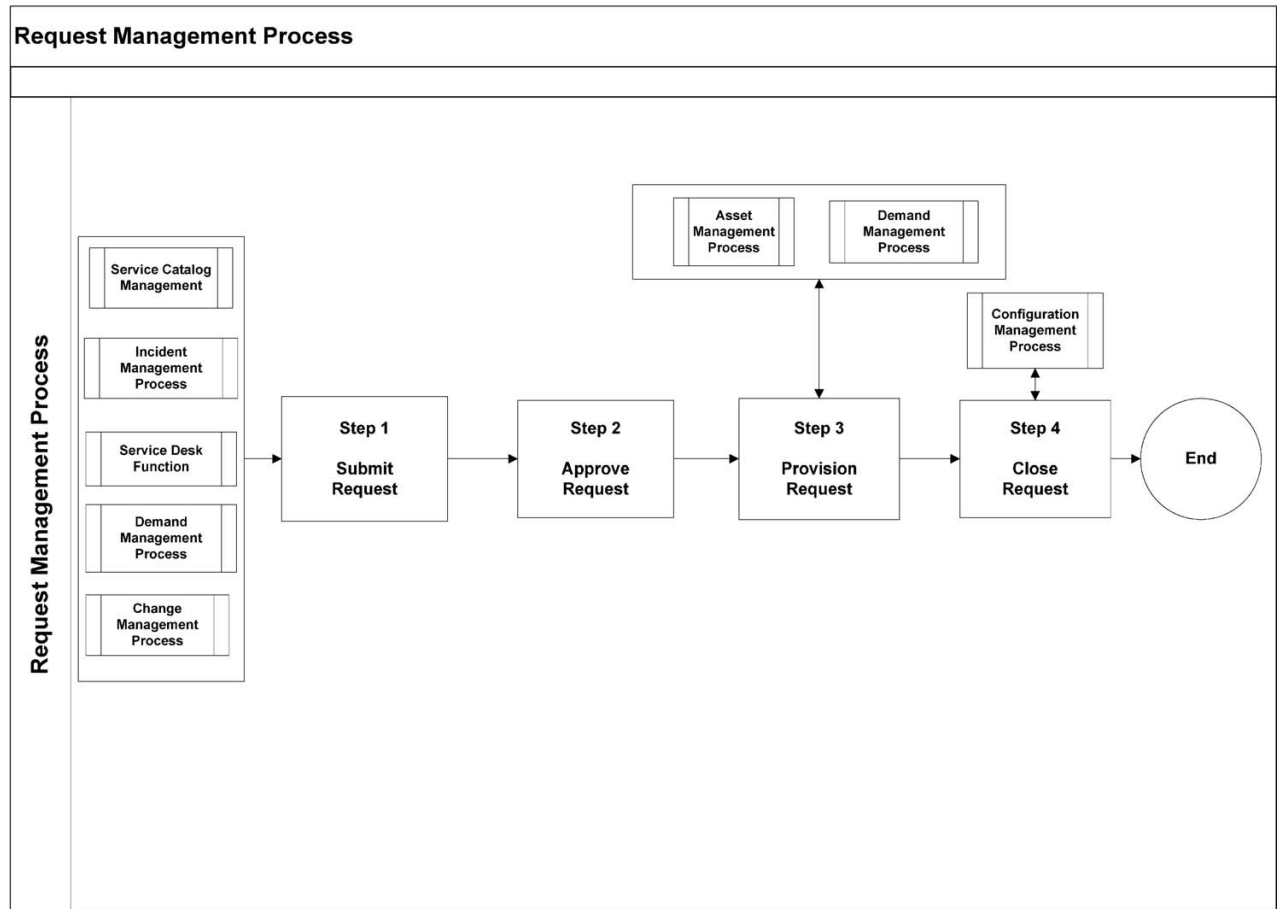 Request Management Process
Request Management Process
Service Catalog
Management
Incident
Management
Process
Service Desk
Function
Demand
Management
Process
Change
Management
Process
Step 1
Submit
Request
Step 2
Approve
Request
Asset
Management
Process
Demand
Management
Process
Step 3
Provision
Request
Configuration
Management
Process
Step 4
Close
Request
End